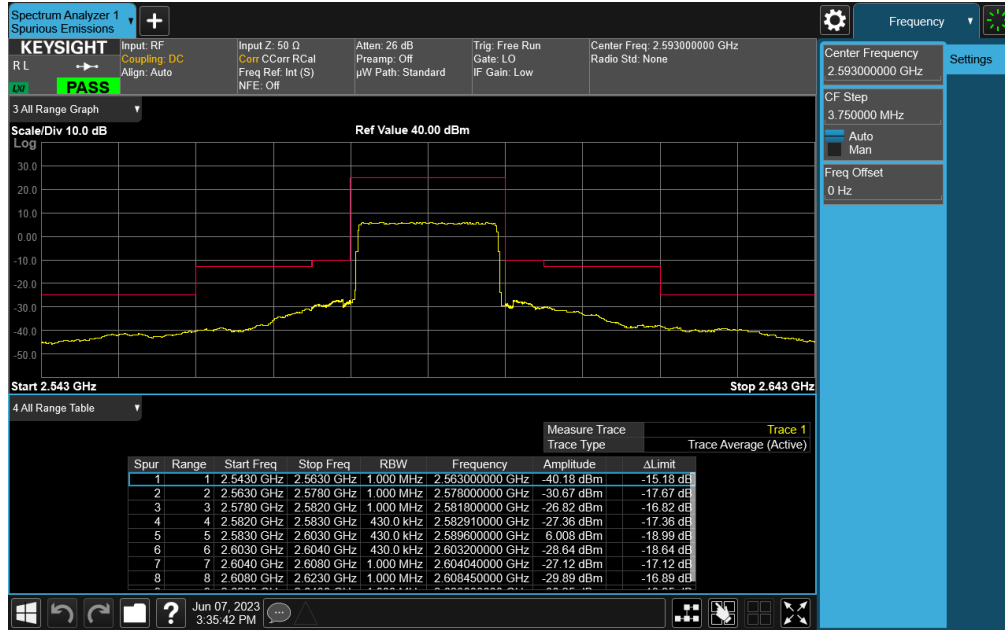 Spectrum Analyzer 1
Spurious Emissions
Frequency
KEYSIGHT
R L
LXI
PASS
Input: RF
Coupling: DC
Align: Auto
Input Z: 50 Ω
Corr CCorr RCal
Freq Ref: Int (S)
NFE: Off
Atten: 26 dB
Preamp: Off
µW Path: Standard
Trig: Free Run
Gate: LO
IF Gain: Low
Center Freq: 2.593000000 GHz
Radio Std: None
Center Frequency
2.593000000 GHz
Settings
CF Step
3.750000 MHz
Auto
Man
Freq Offset
0 Hz
3 All Range Graph
Scale/Div 10.0 dB
Ref Value 40.00 dBm
Log
30.0
20.0
10.0
0.00
-10.0
-20.0
-30.0
-40.0
-50.0
Start 2.543 GHz
Stop 2.643 GHz
4 All Range Table
Measure Trace Trace 1
Trace Type Trace Average (Active)
Spur Range Start Freq Stop Freq RBW Frequency Amplitude ΔLimit
1 1 2.5430 GHz 2.5630 GHz 1.000 MHz 2.563000000 GHz -40.18 dBm -15.18 dB
2 2 2.5630 GHz 2.5780 GHz 1.000 MHz 2.578000000 GHz -30.67 dBm -17.67 dB
3 3 2.5780 GHz 2.5820 GHz 1.000 MHz 2.581800000 GHz -26.82 dBm -16.82 dB
4 4 2.5820 GHz 2.5830 GHz 430.0 kHz 2.582910000 GHz -27.36 dBm -17.36 dB
5 5 2.5830 GHz 2.6030 GHz 430.0 kHz 2.589600000 GHz 6.008 dBm -18.99 dB
6 6 2.6030 GHz 2.6040 GHz 430.0 kHz 2.603200000 GHz -28.64 dBm -18.64 dB
7 7 2.6040 GHz 2.6080 GHz 1.000 MHz 2.604040000 GHz -27.12 dBm -17.12 dB
8 8 2.6080 GHz 2.6230 GHz 1.000 MHz 2.608450000 GHz -29.89 dBm -16.89 dB
Jun 07, 2023
3:35:42 PM